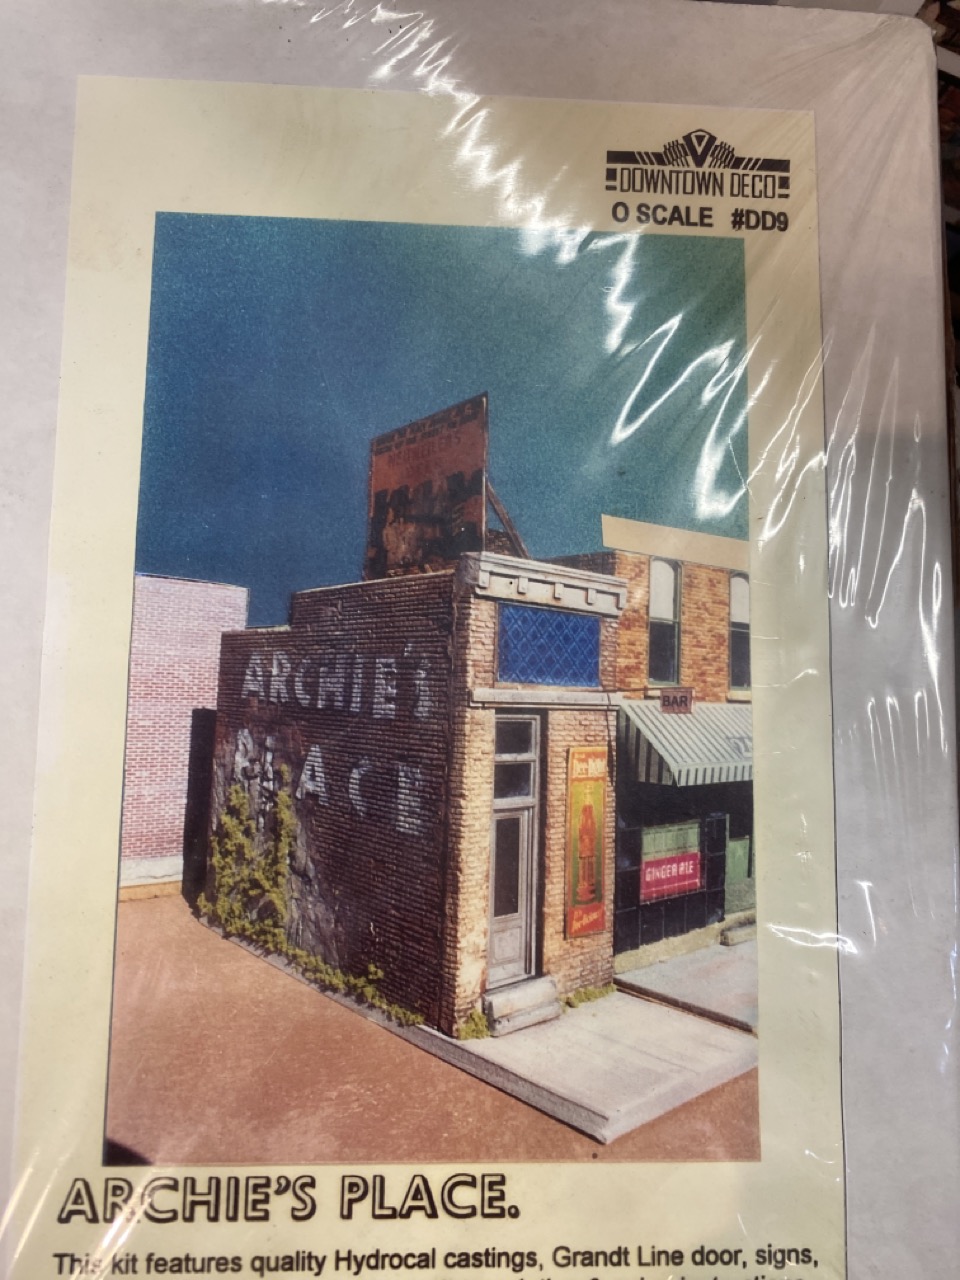 DOWNTOWN DECO
O SCALE #DD9
ARCHIE'S
PLACE
BAR
GINGER ALE
ARCHIE'S PLACE.
This kit features quality Hydrocal castings, Grandt Line door, signs,